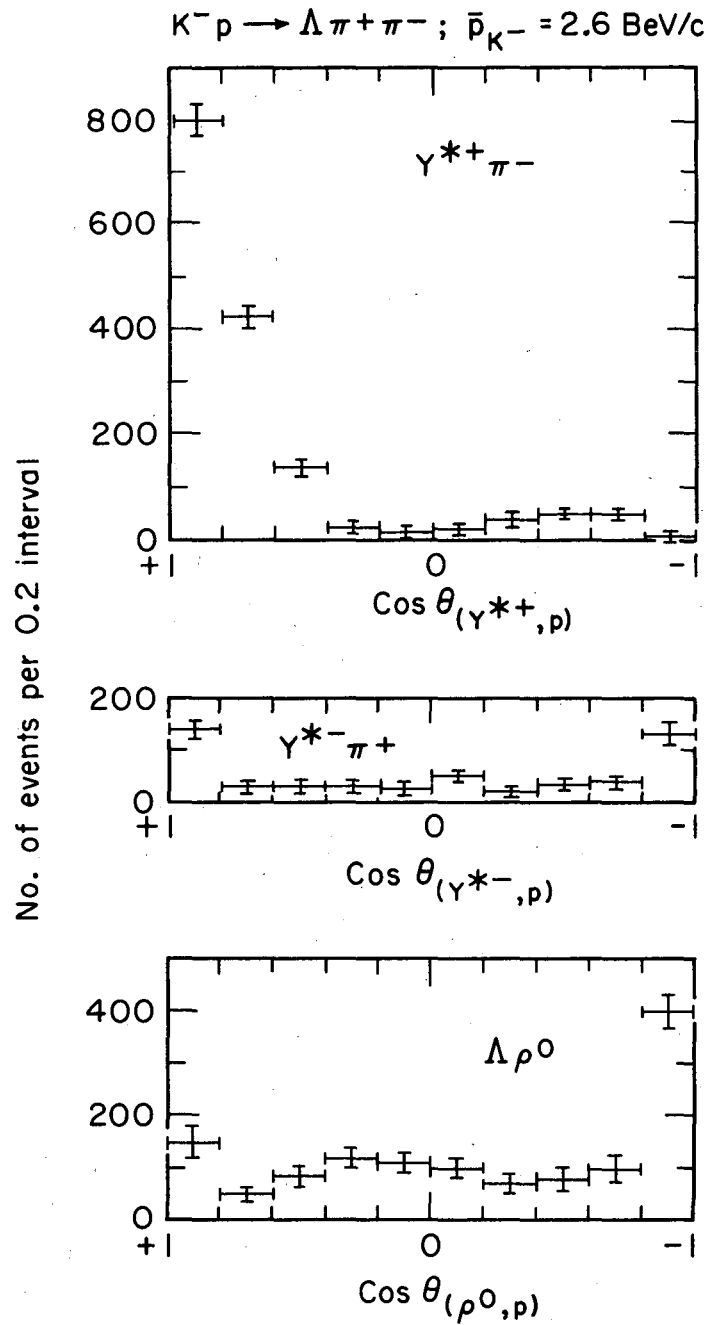 K⁻p → Λπ+π− ; p̄_K− = 2.6 BeV/c
800
600
400
200
0
Y*+π−
+1 0 −1
Cos θ(Y*+,p)
No. of events per 0.2 interval
200
0
Y*−π+
+1 0 −1
Cos θ(Y*−,p)
400
200
0
Λρ⁰
+1 0 −1
Cos θ(ρ⁰,p)